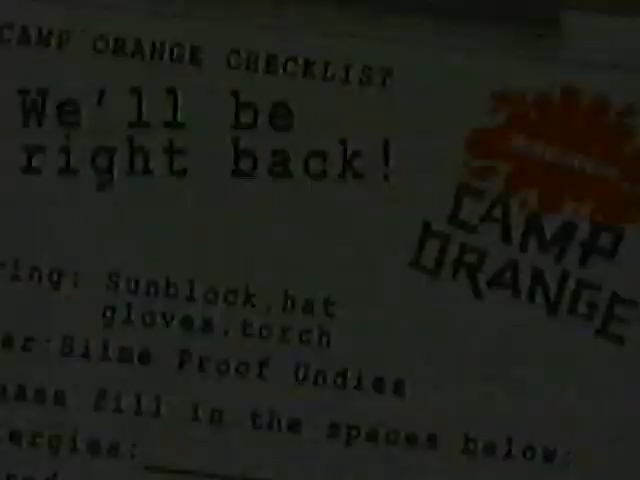 CAMP ORANGE CHECKLIST
We'll be
right back!
CAMP
ORANGE
ring: Sunblock, hat
gloves, torch
ar Slime Proof Undies
ease fill in the spaces below:
ergies: